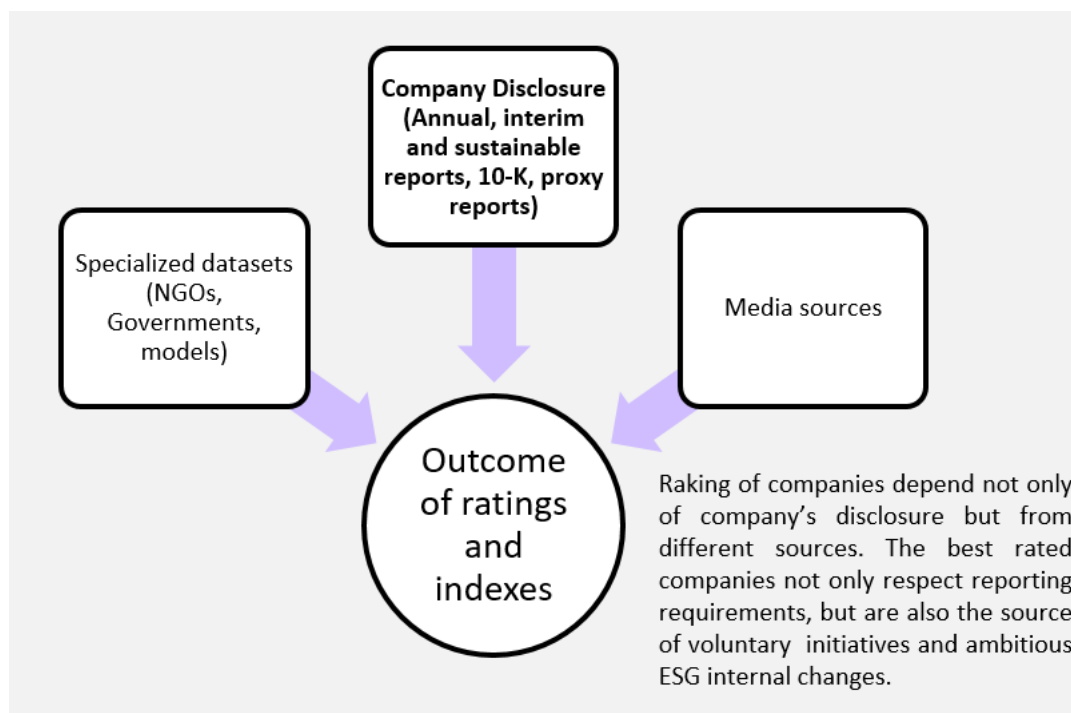 Company Disclosure
(Annual, interim
and sustainable
reports, 10-K, proxy
reports)
Specialized datasets
(NGOs,
Governments,
models)
Media sources
Outcome
of ratings
and
indexes
Raking of companies depend not only
of company’s disclosure but from
different sources. The best rated
companies not only respect reporting
requirements, but are also the source
of voluntary initiatives and ambitious
ESG internal changes.